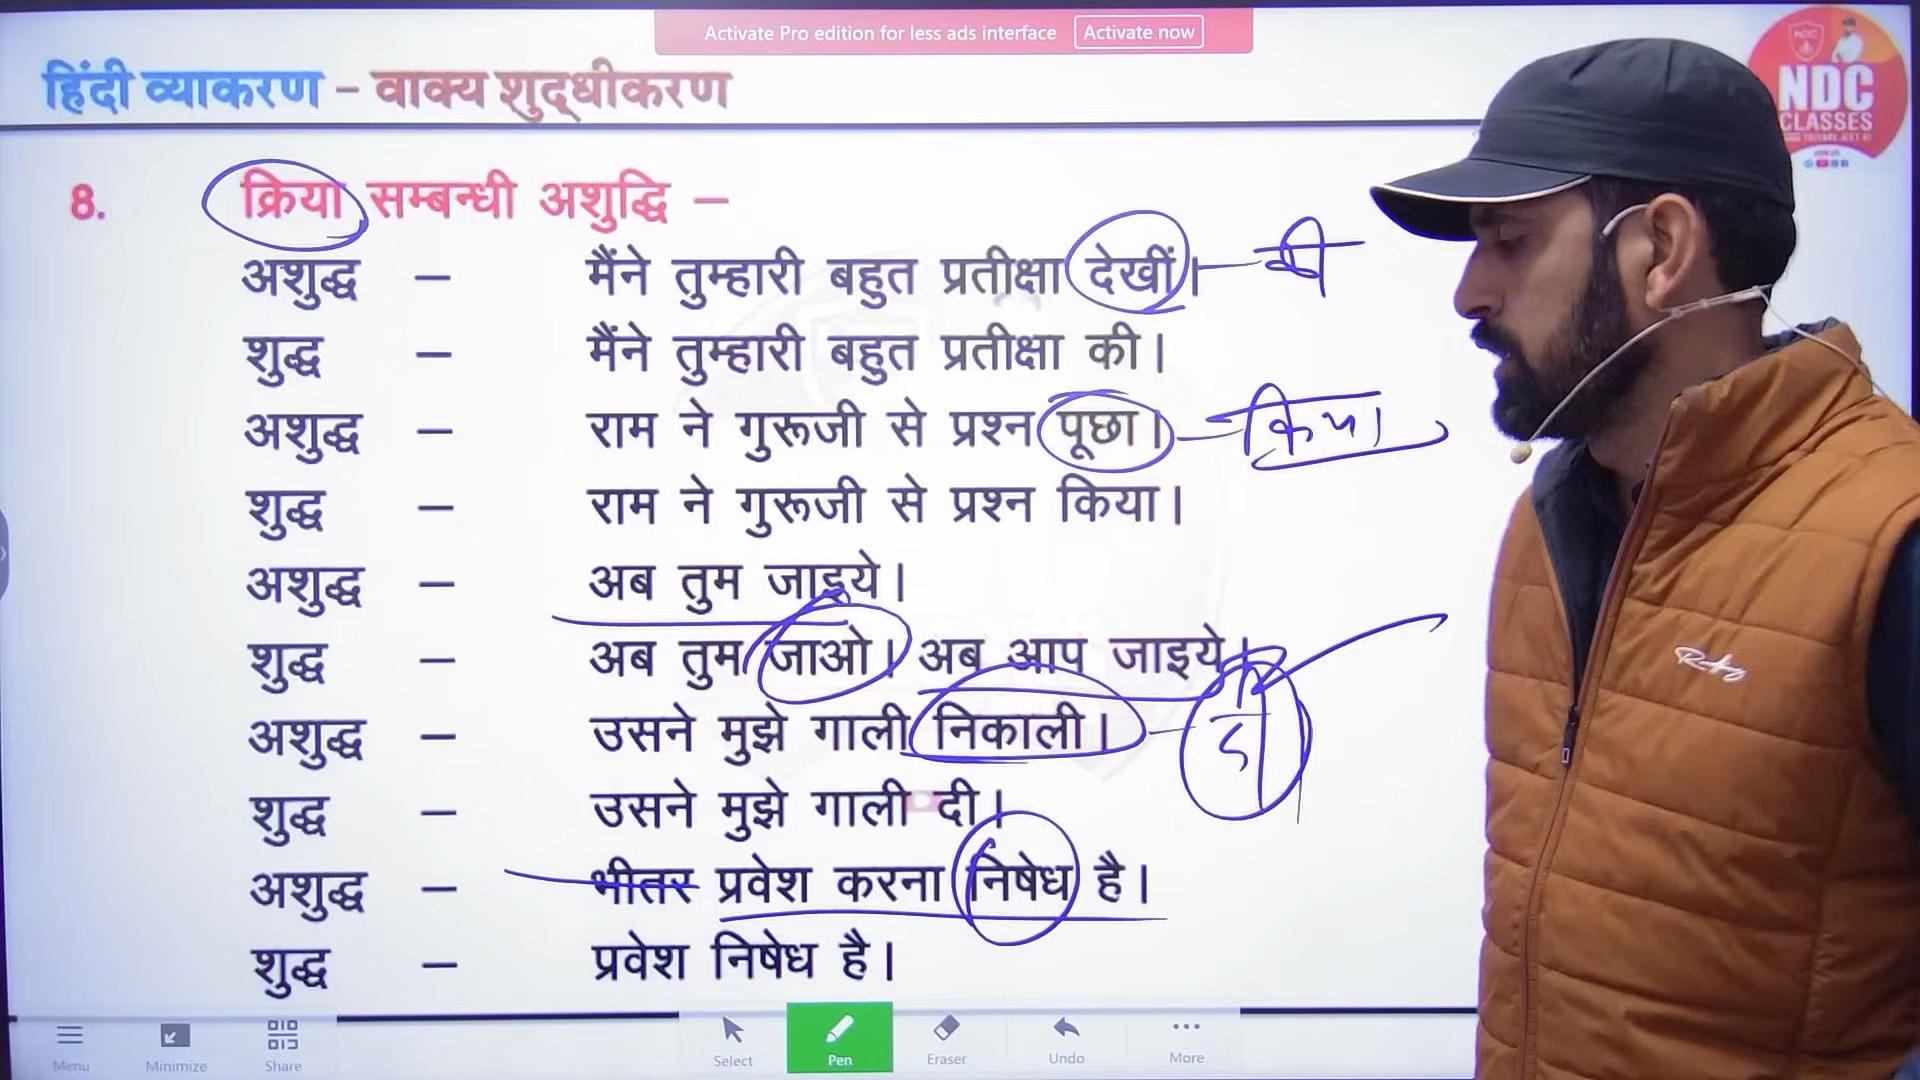 Activate Pro edition for less ads interface Activate now
हिंदी व्याकरण – वाक्य शुद्धीकरण
NDC
CLASSES
8. क्रिया सम्बन्धी अशुद्धि –
अशुद्ध – मैंने तुम्हारी बहुत प्रतीक्षा देखीं। की
शुद्ध – मैंने तुम्हारी बहुत प्रतीक्षा की।
अशुद्ध – राम ने गुरूजी से प्रश्न पूछा। किया
शुद्ध – राम ने गुरूजी से प्रश्न किया।
अशुद्ध – अब तुम जाइये।
शुद्ध – अब तुम जाओ। अब आप जाइये।
अशुद्ध – उसने मुझे गाली निकाली। दी
शुद्ध – उसने मुझे गाली दी।
अशुद्ध – भीतर प्रवेश करना निषेध है।
शुद्ध – प्रवेश निषेध है।
Menu Minimize Share Select Pen Eraser Undo More